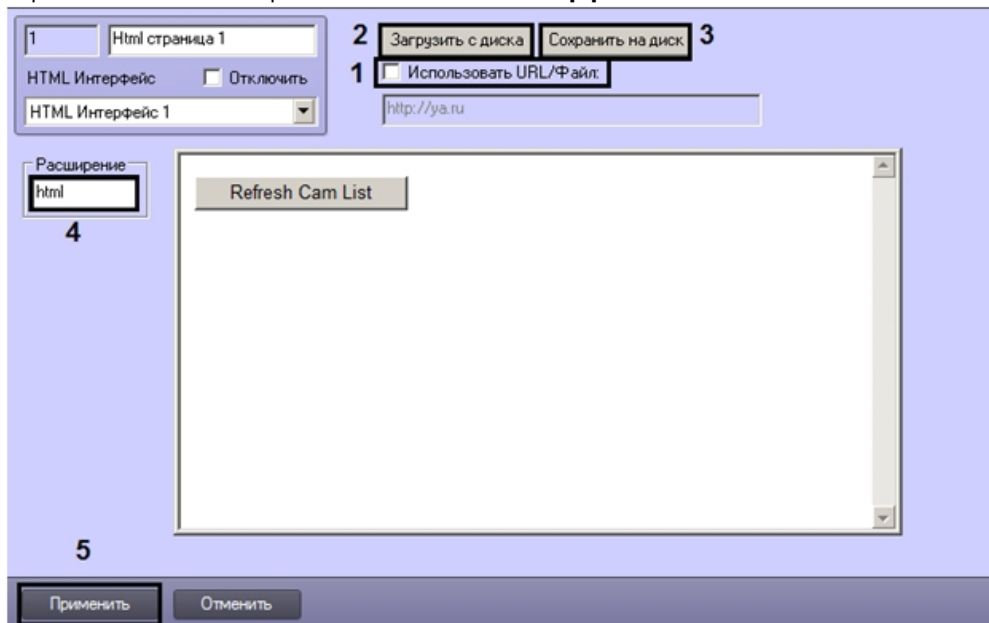 1 Html страница 1
2 Загрузить с диска Сохранить на диск 3
HTML Интерфейс Отключить
1 Использовать URL/Файл:
HTML Интерфейс 1
http://ya.ru
Расширение
html
4
Refresh Cam List
5
Применить Отменить